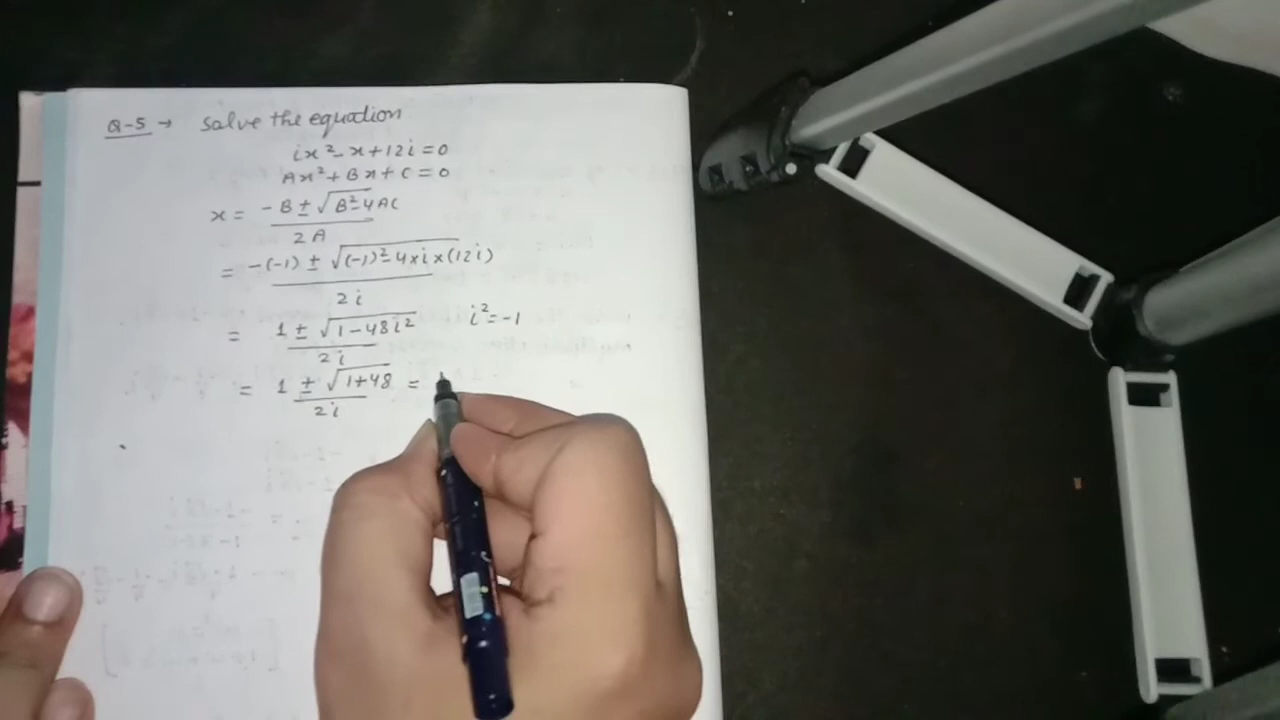 Q-5 → Solve the equation
ix² - x + 12i = 0
Ax² + Bx + C = 0
x = -B ± √B² - 4AC
2A
= -(-1) ± √(-1)² - 4×i×(12i)
2i
= 1 ± √1 - 48i² i² = -1
2i
= 1 ± √1+48 =
2i